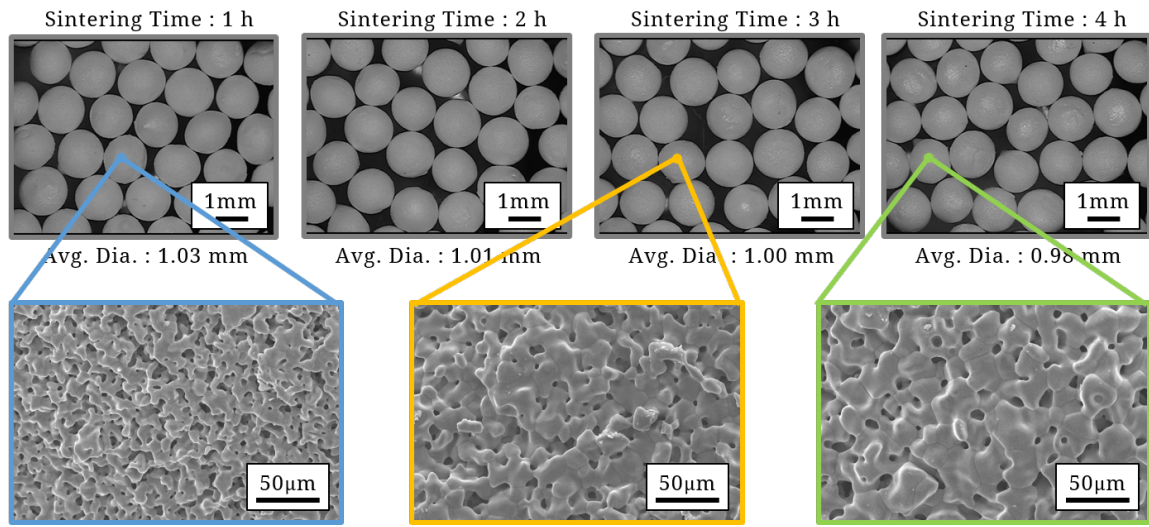 Sintering Time : 1 h
Sintering Time : 2 h
Sintering Time : 3 h
Sintering Time : 4 h
1mm
1mm
1mm
1mm
Avg. Dia. : 1.03 mm
Avg. Dia. : 1.01 mm
Avg. Dia. : 1.00 mm
Avg. Dia. : 0.98 mm
50μm
50μm
50μm